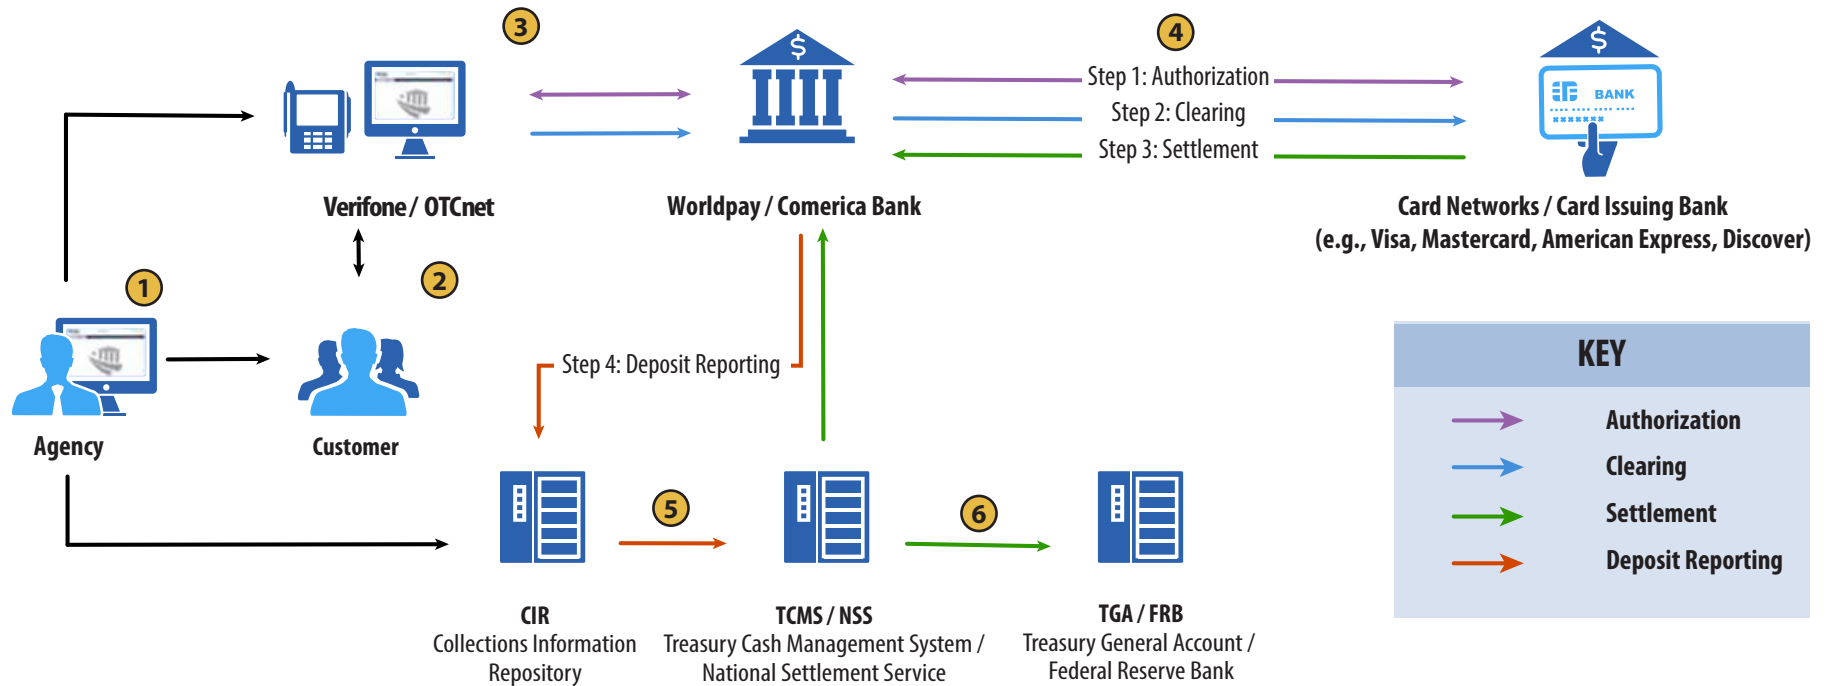 3
4
$
$
Step 1: Authorization
Step 2: Clearing
Step 3: Settlement
BANK
Verifone / OTCnet
Worldpay / Comerica Bank
Card Networks / Card Issuing Bank
(e.g., Visa, Mastercard, American Express, Discover)
1
2
Step 4: Deposit Reporting
Agency
Customer
KEY
Authorization
Clearing
Settlement
Deposit Reporting
5
6
CIR
Collections Information
Repository
TCMS / NSS
Treasury Cash Management System /
National Settlement Service
TGA / FRB
Treasury General Account /
Federal Reserve Bank